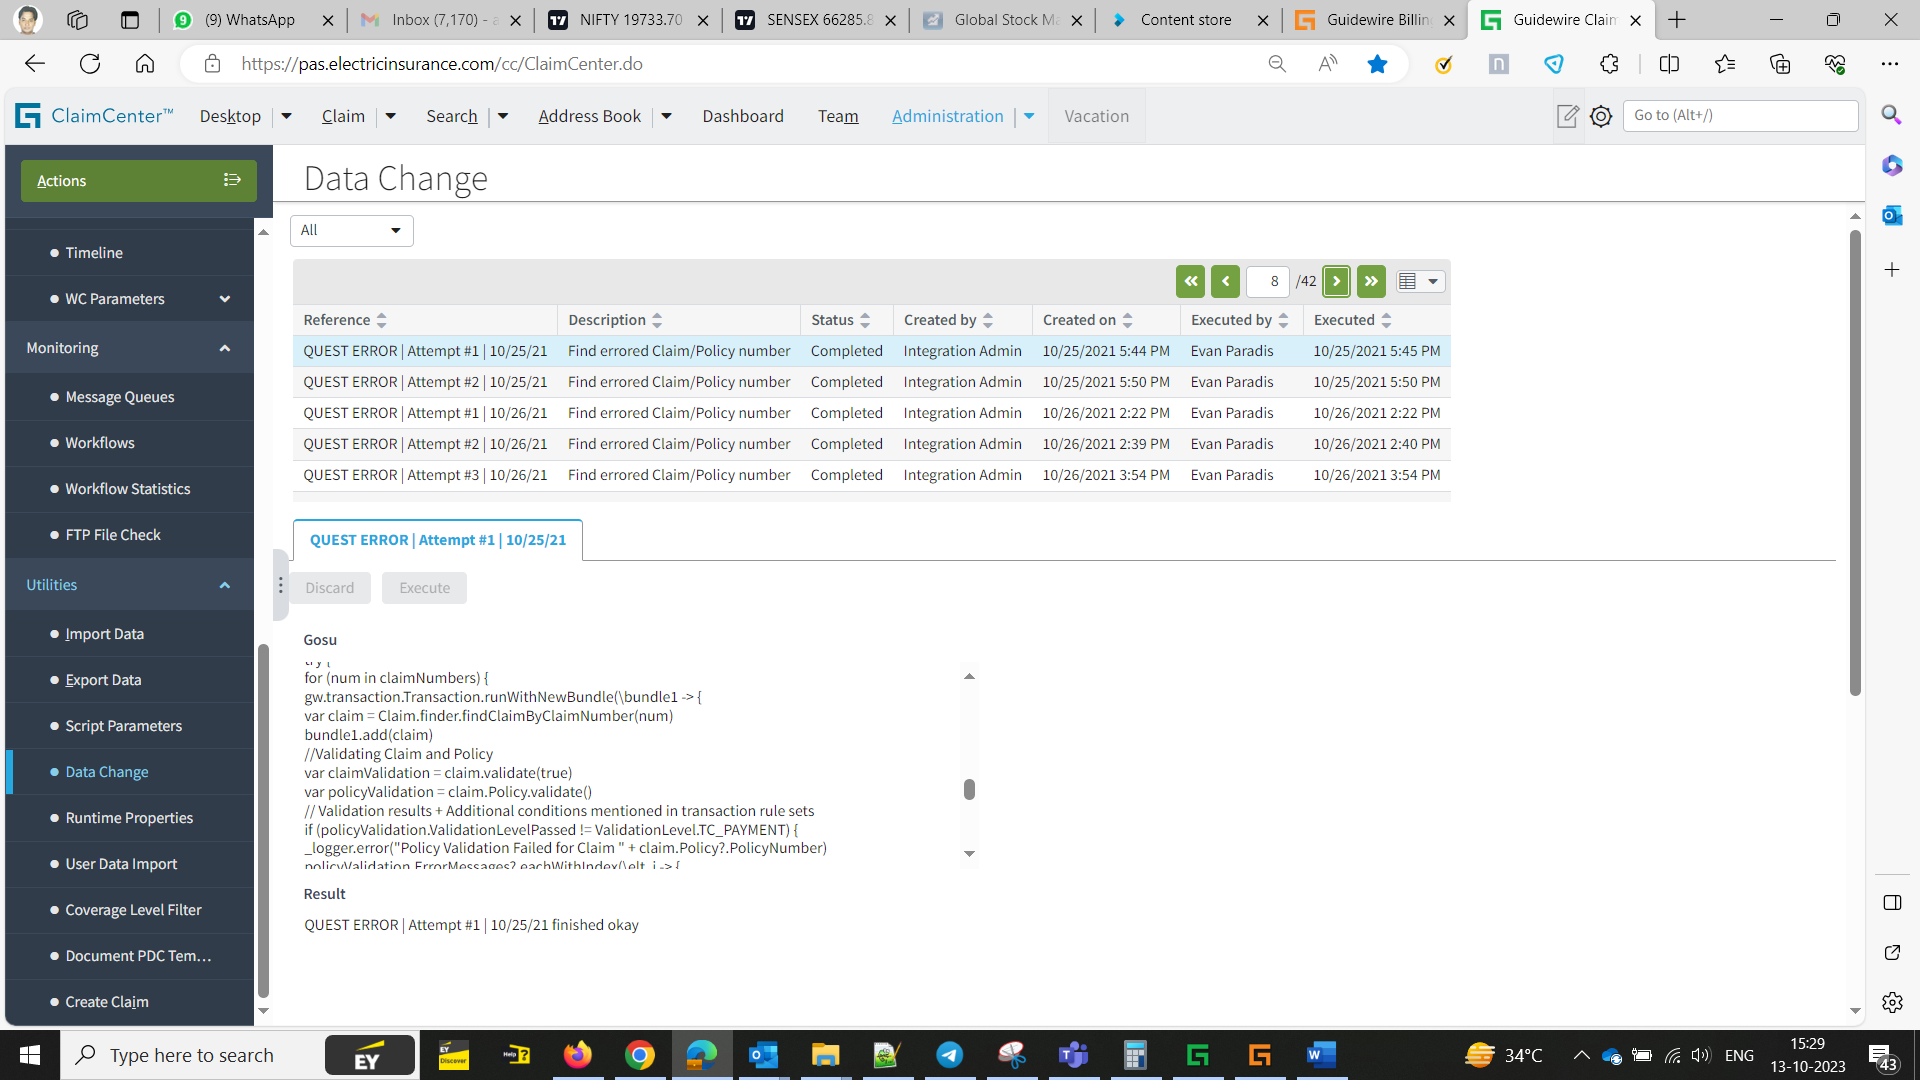 (9) WhatsApp
Inbox (7,170) - a
NIFTY 19733.70
SENSEX 66285.8
Global Stock Ma
Content store
Guidewire Billin
Guidewire Claim
https://pas.electricinsurance.com/cc/ClaimCenter.do
ClaimCenter™
Desktop
Claim
Search
Address Book
Dashboard
Team
Administration
Vacation
Go to (Alt+/)
Actions
Timeline
WC Parameters
Monitoring
Message Queues
Workflows
Workflow Statistics
FTP File Check
Utilities
Import Data
Export Data
Script Parameters
Data Change
Runtime Properties
User Data Import
Coverage Level Filter
Document PDC Tem...
Create Claim
Data Change
All
8 /42
Reference Description Status Created by Created on Executed by Executed
QUEST ERROR | Attempt #1 | 10/25/21 Find errored Claim/Policy number Completed Integration Admin 10/25/2021 5:44 PM Evan Paradis 10/25/2021 5:45 PM
QUEST ERROR | Attempt #2 | 10/25/21 Find errored Claim/Policy number Completed Integration Admin 10/25/2021 5:50 PM Evan Paradis 10/25/2021 5:50 PM
QUEST ERROR | Attempt #1 | 10/26/21 Find errored Claim/Policy number Completed Integration Admin 10/26/2021 2:22 PM Evan Paradis 10/26/2021 2:22 PM
QUEST ERROR | Attempt #2 | 10/26/21 Find errored Claim/Policy number Completed Integration Admin 10/26/2021 2:39 PM Evan Paradis 10/26/2021 2:40 PM
QUEST ERROR | Attempt #3 | 10/26/21 Find errored Claim/Policy number Completed Integration Admin 10/26/2021 3:54 PM Evan Paradis 10/26/2021 3:54 PM
QUEST ERROR | Attempt #1 | 10/25/21
Discard
Execute
Gosu
try {
for (num in claimNumbers) {
gw.transaction.Transaction.runWithNewBundle(\bundle1 -> {
var claim = Claim.finder.findClaimByClaimNumber(num)
bundle1.add(claim)
//Validating Claim and Policy
var claimValidation = claim.validate(true)
var policyValidation = claim.Policy.validate()
// Validation results + Additional conditions mentioned in transaction rule sets
if (policyValidation.ValidationLevelPassed != ValidationLevel.TC_PAYMENT) {
_logger.error("Policy Validation Failed for Claim " + claim.Policy?.PolicyNumber)
policyValidation.ErrorMessages?.eachWithIndex(\elt, i -> {
Result
QUEST ERROR | Attempt #1 | 10/25/21 finished okay
Type here to search
EY
EY
Discover
Help ?
34°C
ENG
15:29
13-10-2023
43